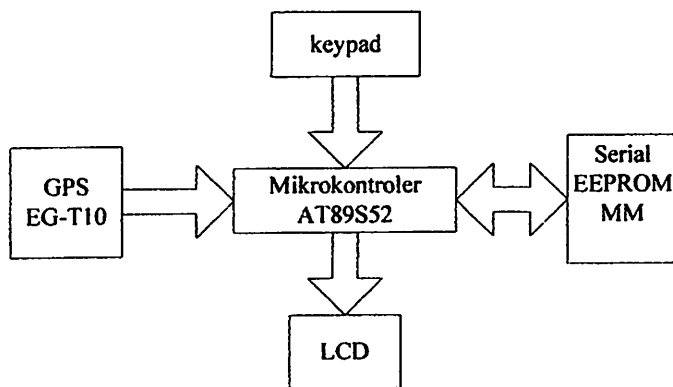 keypad
GPS
EG-T10
Mikrokontroler
AT89S52
Serial
EEPROM
MM
LCD